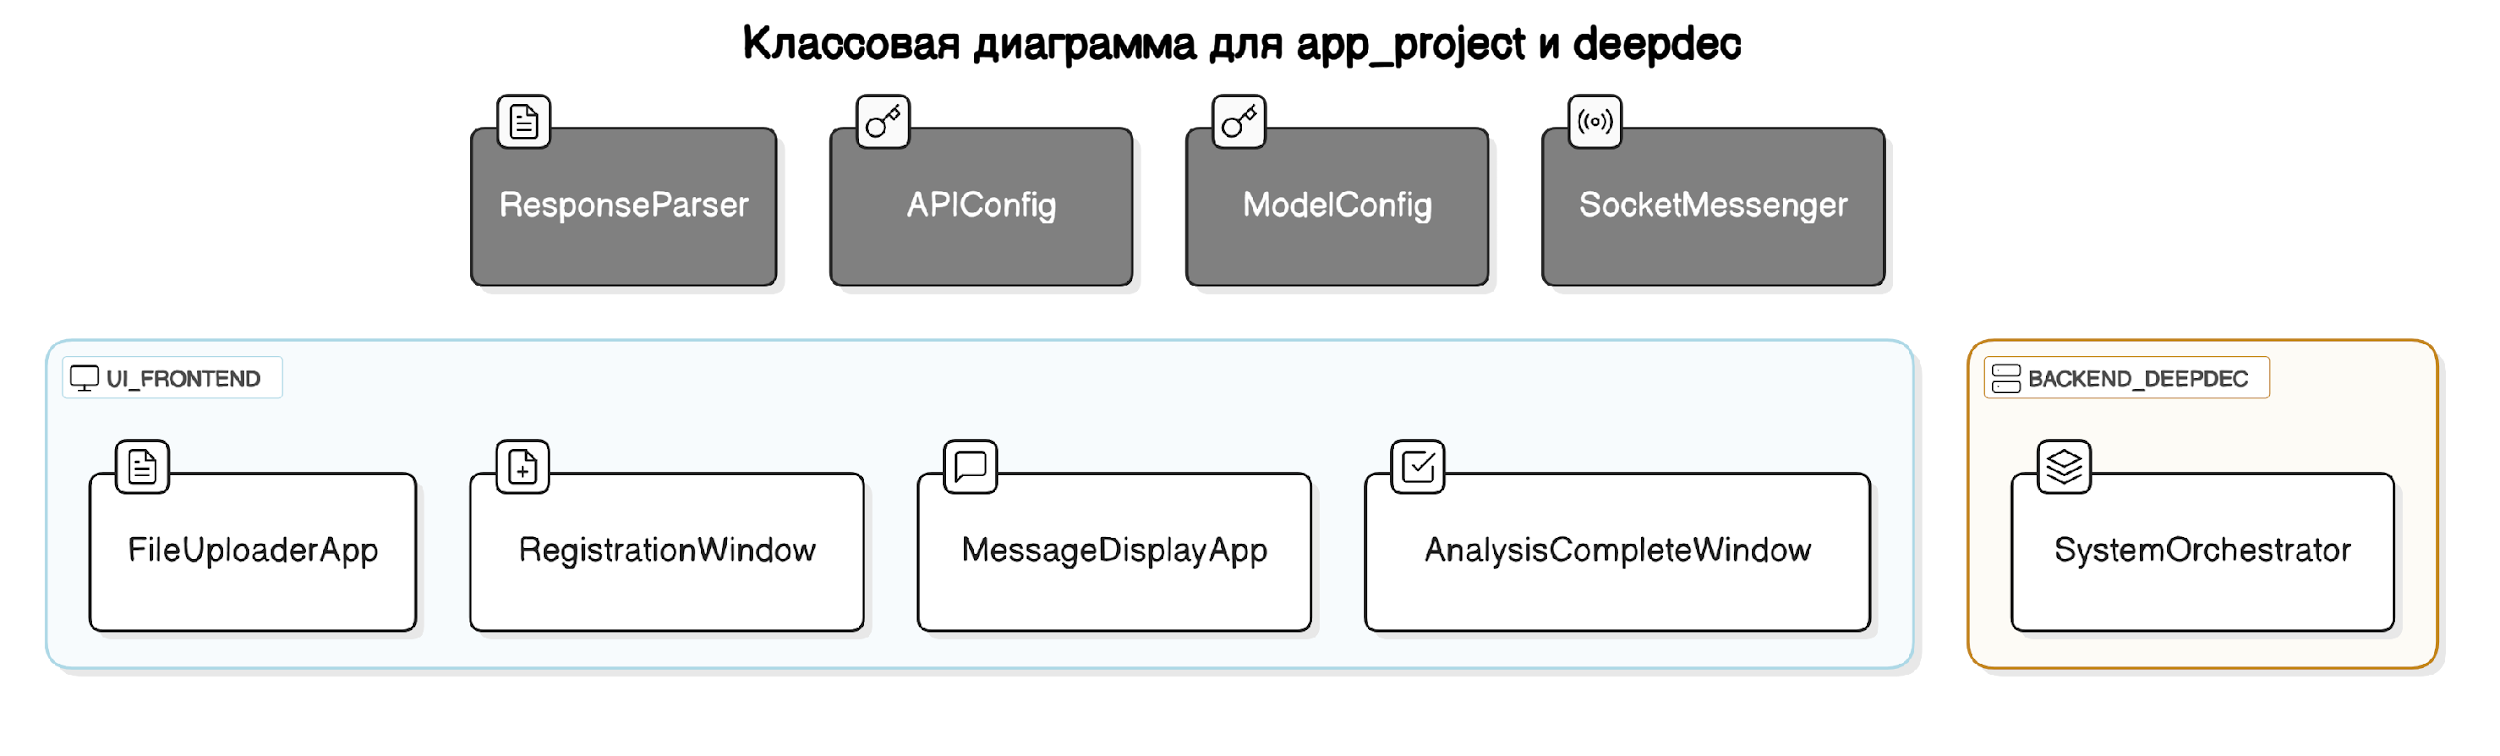 Классовая диаграмма для app_project и deepdec
ResponseParser
APIConfig
ModelConfig
SocketMessenger
UI_FRONTEND
FileUploaderApp
RegistrationWindow
MessageDisplayApp
AnalysisCompleteWindow
BACKEND_DEEPDEC
SystemOrchestrator